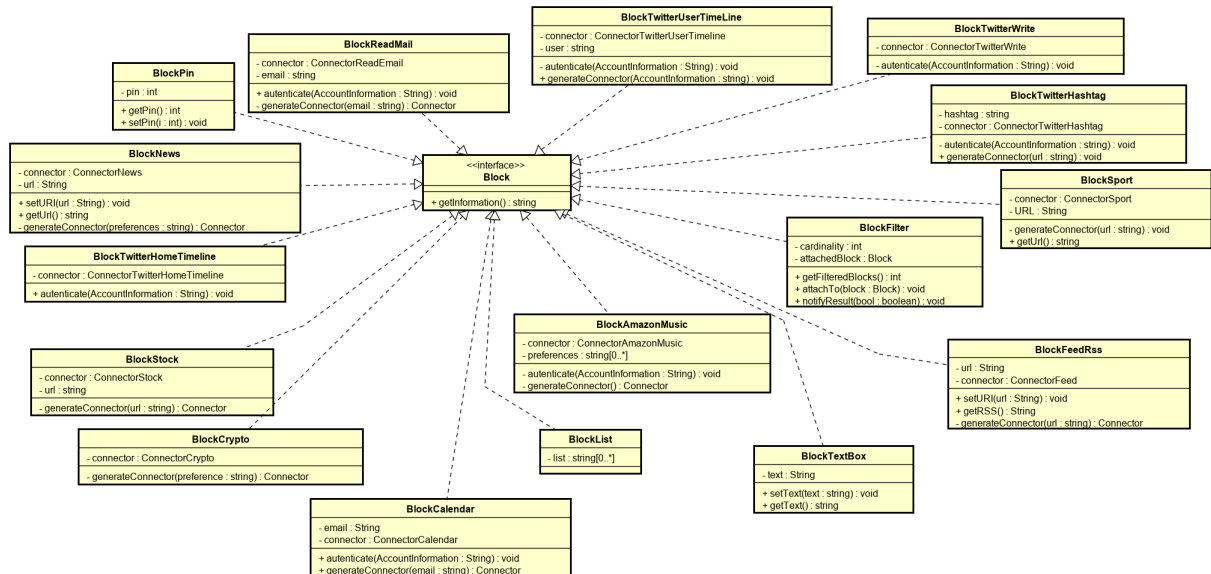 BlockTwitterUserTimeLine
- connector : ConnectorTwitterUserTimeline
- user : string
- autenticate(AccountInformation : String) : void
+ generateConnector(AccountInformation : string) : void
BlockTwitterWrite
- connector : ConnectorTwitterWrite
- autenticate(AccountInformation : String) : void
BlockReadMail
- connector : ConnectorReadEmail
- email : string
+ autenticate(AccountInformation : String) : void
- generateConnector(email : string) : Connector
BlockPin
- pin : int
+ getPin() : int
+ setPin(i : int) : void
BlockTwitterHashtag
- hashtag : string
- connector : ConnectorTwitterHashtag
- autenticate(AccountInformation : string) : void
+ generateConnector(url : string) : void
BlockNews
- connector : ConnectorNews
- url : String
+ setURI(url : String) : void
+ getUrl() : string
- generateConnector(preferences : string) : Connector
<<interface>>
Block
+ getInformation() : string
BlockSport
- connector : ConnectorSport
- URL : String
- generateConnector(url : string) : void
+ getUrl() : string
BlockFilter
- cardinality : int
- attachedBlock : Block
+ getFilteredBlocks() : int
+ attachTo(block : Block) : void
+ notifyResult(bool : boolean) : void
BlockTwitterHomeTimeline
- connector : ConnectorTwitterHomeTimeline
+ autenticate(AccountInformation : String) : void
BlockAmazonMusic
- connector : ConnectorAmazonMusic
- preferences : string[0..*]
- autenticate(AccountInformation : String) : void
- generateConnector() : Connector
BlockStock
- connector : ConnectorStock
- url : string
- generateConnector(url : string) : Connector
BlockFeedRss
- url : String
- connector : ConnectorFeed
+ setURI(url : String) : void
+ getRSS() : String
- generateConnector(url : string) : Connector
BlockCrypto
- connector : ConnectorCrypto
- generateConnector(preference : string) : Connector
BlockList
- list : string[0..*]
BlockTextBox
- text : String
+ setText(text : string) : void
+ getText() : string
BlockCalendar
- email : String
- connector : ConnectorCalendar
+ autenticate(AccountInformation : String) : void
+ generateConnector(email : string) : Connector